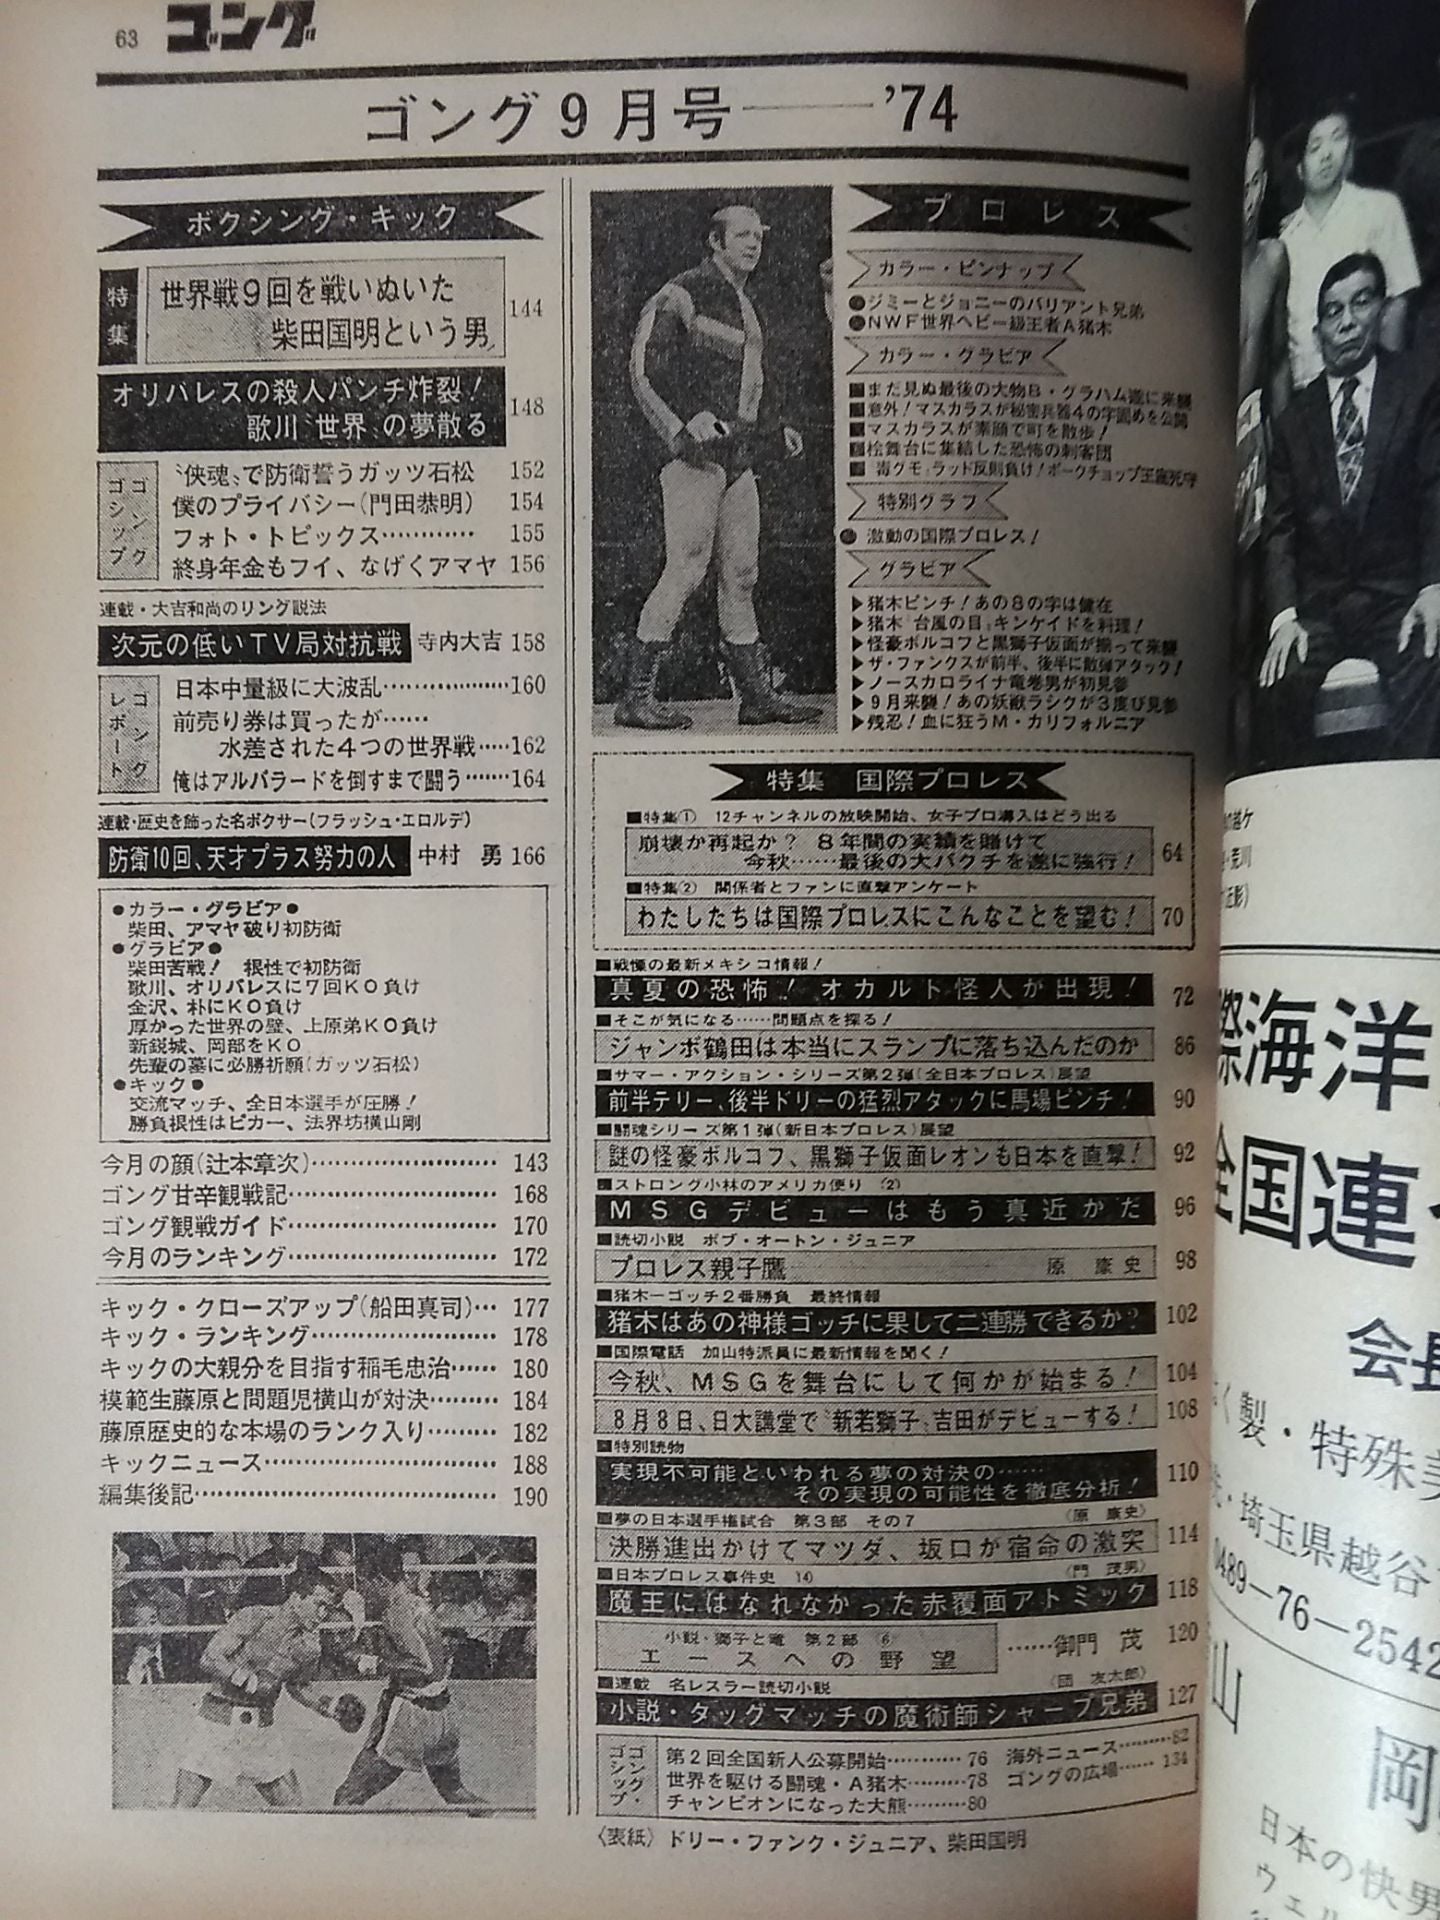 63
ゴング
ゴング9月号——'74
ボクシング・キック
特集
世界戦9回を戦いぬいた
柴田国明という男 144
オリバレスの殺人パンチ炸裂!
歌川〝世界〟の夢散る 148
ゴング
ゴシップ
〝侠魂〟で防衛誓うガッツ石松 152
僕のプライバシー(門田恭明) 154
フォト・トピックス………… 155
終身年金もフイ、なげくアマヤ 156
連載・大吉和尚のリング説法
次元の低いTV局対抗戦 寺内大吉 158
ゴング
レポート
日本中量級に大波乱………………160
前売り券は買ったが……
水差された4つの世界戦……162
俺はアルバラードを倒すまで闘う……164
連載・歴史を飾った名ボクサー(フラッシュ・エロルデ)
防衛10回、天才プラス努力の人 中村 勇 166
●カラー・グラビア●
柴田、アマヤ破り初防衛
●グラビア●
柴田苦戦! 根性で初防衛
歌川、オリバレスに7回KO負け
金沢、朴にKO負け
厚かった世界の壁、上原弟KO負け
新鋭城、岡部をKO
先輩の墓に必勝祈願(ガッツ石松)
●キック●
交流マッチ、全日本選手が圧勝!
勝負根性はピカ一、法界坊横山剛
今月の顔(辻本章次)……………………… 143
ゴング甘辛観戦記……………………… 168
ゴング観戦ガイド……………………… 170
今月のランキング……………………… 172
キック・クローズアップ(船田真司)… 177
キック・ランキング…………………… 178
キックの大親分を目指す稲毛忠治…… 180
模範生藤原と問題児横山が対決……… 184
藤原歴史的な本場のランク入り……… 182
キックニュース………………………… 188
編集後記………………………………… 190
プロレス
カラー・ピンナップ
●ジミーとジョニーのバリアント兄弟
●NWF世界ヘビー級王者A猪木
カラー・グラビア
■まだ見ぬ最後の大物B・グラハム遂に来襲
■意外!マスカラスが秘密兵器4の字固めを公開
■マスカラスが素顔で町を散歩!
■桧舞台に集結した恐怖の刺客団
■〝毒グモ〟ラッド反則負け!ポークチョップ王座死守
特別グラフ
●激動の国際プロレス!
グラビア
▶猪木ピンチ!あの8の字は健在
▶猪木〝台風の目〟キンケイドを料理!
▶怪豪ボルコフと黒獅子仮面が揃って来襲
▶ザ・ファンクスが前半、後半に散弾アタック!
▶ノースカロライナ竜巻男が初見参
▶9月来襲!あの妖獣ラシクが3度び見参
▶残忍!血に狂うM・カリフォルニア
特集 国際プロレス
■特集① 12チャンネルの放映開始、女子プロ導入はどう出る
崩壊か再起か? 8年間の実績を賭けて
今秋……最後の大バクチを遂に強行! 64
■特集② 関係者とファンに直撃アンケート
わたしたちは国際プロレスにこんなことを望む! 70
■戦慄の最新メキシコ情報!
真夏の恐怖! オカルト怪人が出現! 72
■そこが気になる……問題点を探る!
ジャンボ鶴田は本当にスランプに落ち込んだのか 86
■サマー・アクション・シリーズ第2弾(全日本プロレス)展望
前半テリー、後半ドリーの猛烈アタックに馬場ピンチ! 90
■闘魂シリーズ第1弾(新日本プロレス)展望
謎の怪豪ボルコフ、黒獅子仮面レオンも日本を直撃! 92
■ストロング小林のアメリカ便り (2)
MSGデビューはもう真近かだ 96
■読切小説 ボブ・オートン・ジュニア
プロレス親子鷹 原 康史 98
■猪木—ゴッチ2番勝負 最終情報
猪木はあの神様ゴッチに果して二連勝できるか? 102
■国際電話 加山特派員に最新情報を聞く!
今秋、MSGを舞台にして何かが始まる! 104
8月8日、日大講堂で〝新若獅子〟吉田がデビューする! 108
■特別読物
実現不可能といわれる夢の対決の……
その実現の可能性を徹底分析! 110
■夢の日本選手権試合 第3部 その7 (原 康史)
決勝進出かけてマツダ、坂口が宿命の激突 114
■日本プロレス事件史 14) (門 茂男)
魔王にはなれなかった赤覆面アトミック 118
小説・獅子と竜 第2部 ⑥
エースへの野望 ……御門 茂 120
■連載 名レスラー読切小説 (団 友太郎)
小説・タッグマッチの魔術師シャープ兄弟 127
ゴング・
ゴシップ
第2回全国新人公募開始………… 76
世界を駆ける闘魂・A猪木………78
チャンピオンになった大熊………80
海外ニュース………82
ゴングの広場…… 134
〈表紙〉ドリー・ファンク・ジュニア、柴田国明
荒川
近影)
際海洋
全国連
会長
製・特殊美
・埼玉県越谷
0489-76-2542
山
岡
日本の快男
ウェル